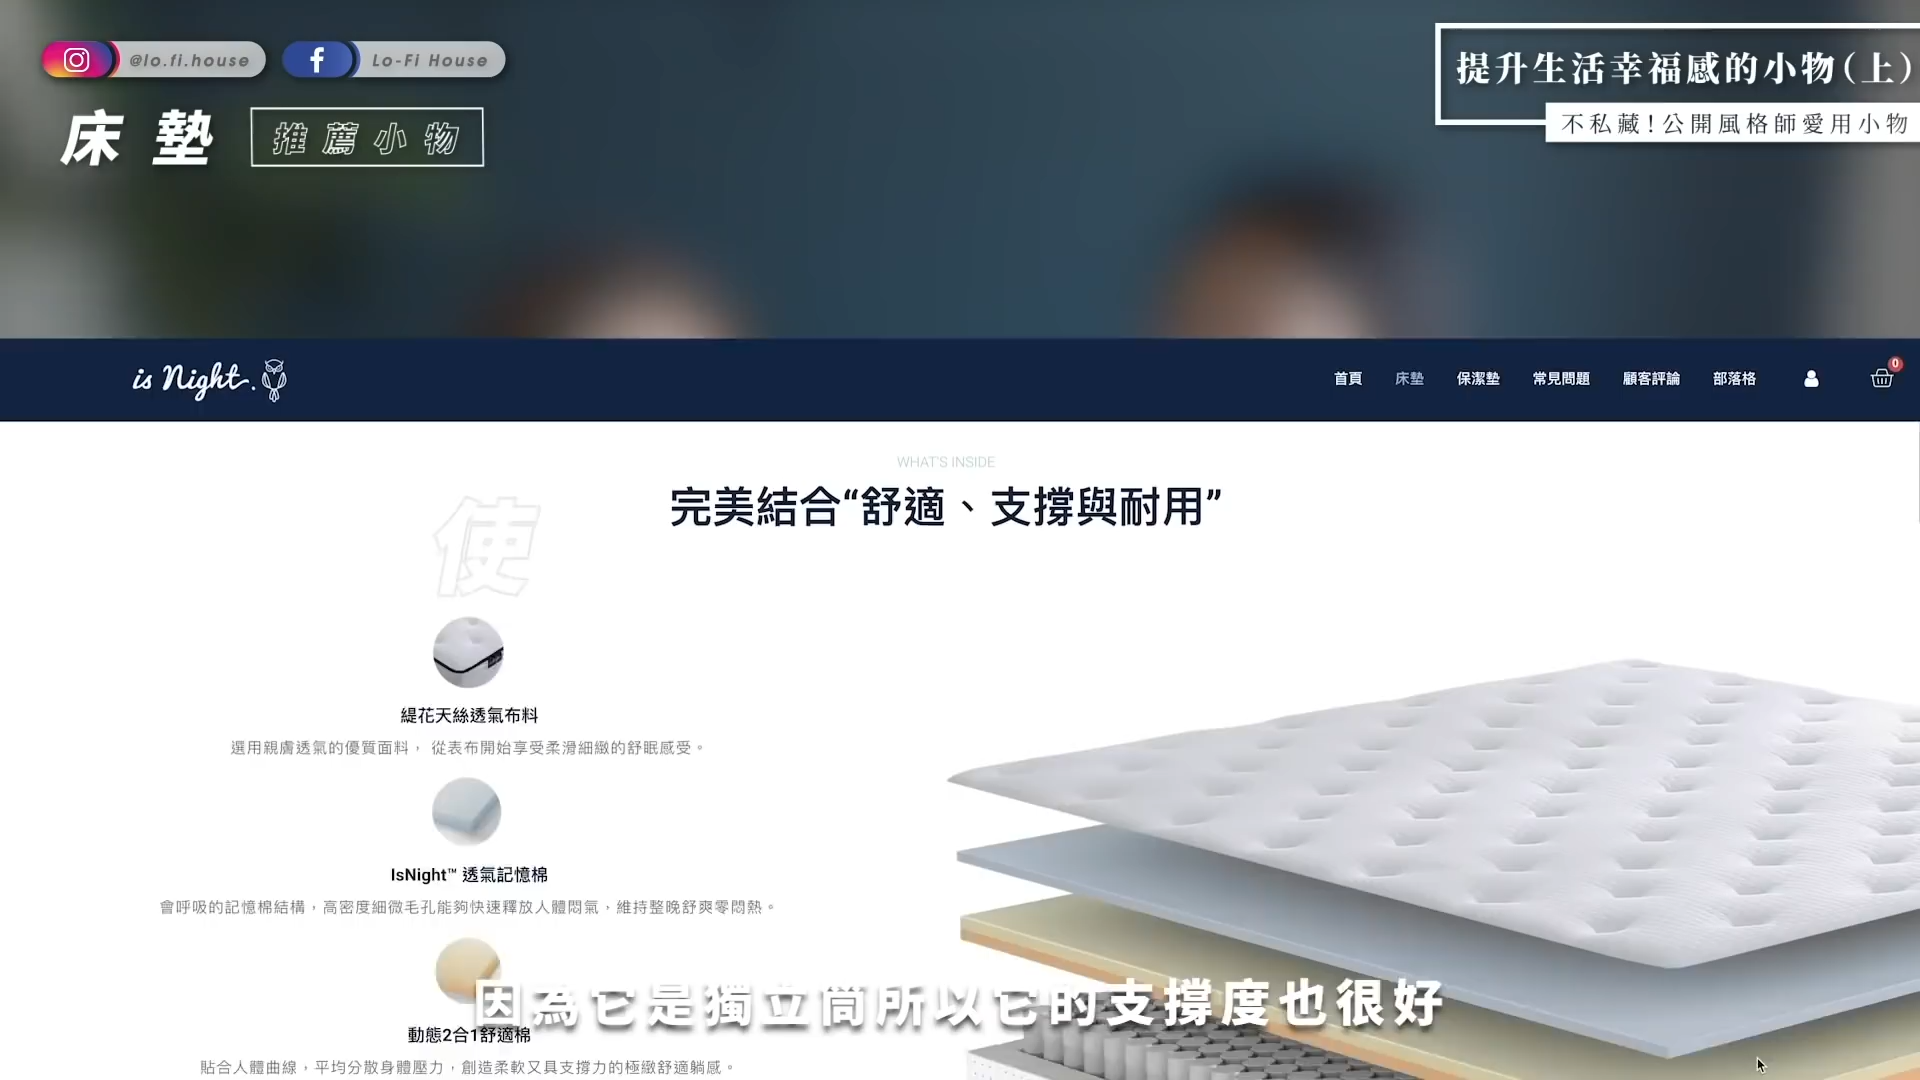 @lo.fi.house
Lo-Fi House
提升生活幸福感的小物(上)
不私藏!公開風格師愛用小物
床墊
推薦小物
is Night.
首頁
床墊
保潔墊
常見問題
顧客評論
部落格
0
WHAT'S INSIDE
完美結合“舒適、支撐與耐用”
使
緹花天絲透氣布料
選用親膚透氣的優質面料, 從表布開始享受柔滑細緻的舒眠感受。
IsNight™ 透氣記憶棉
會呼吸的記憶棉結構,高密度細微毛孔能夠快速釋放人體悶氣,維持整晚舒爽零悶熱。
因為它是獨立筒所以它的支撐度也很好
動態2合1舒適棉
貼合人體曲線,平均分散身體壓力,創造柔軟又具支撐力的極緻舒適躺感。